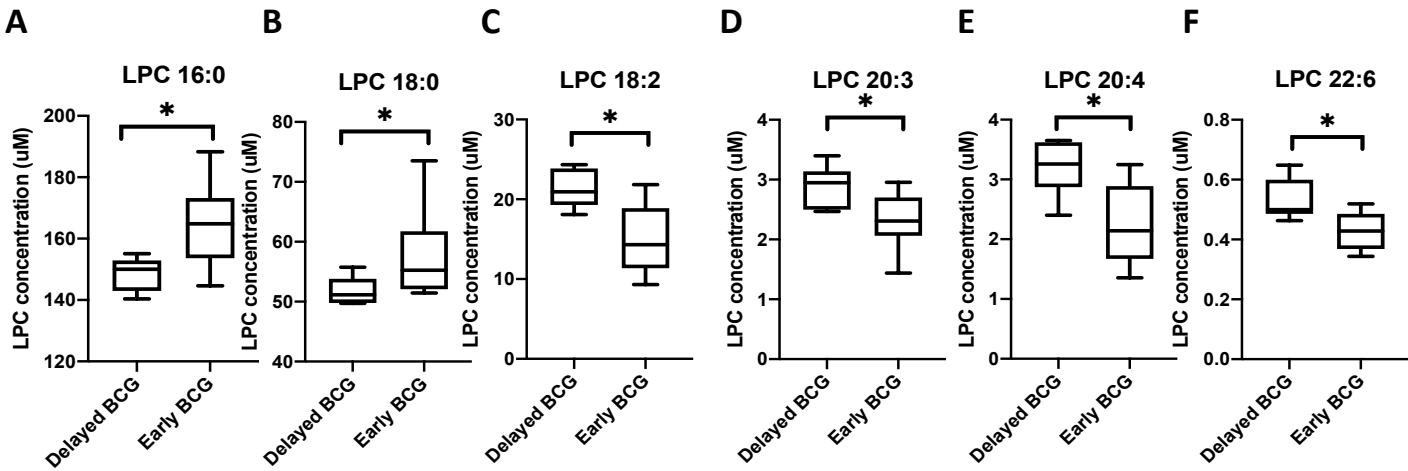 A
LPC 16:0
*
LPC concentration (uM)
200
180
160
140
120
Delayed BCG
Early BCG
B
LPC 18:0
*
LPC concentration (uM)
80
70
60
50
40
Delayed BCG
Early BCG
C
LPC 18:2
*
LPC concentration (uM)
30
20
10
0
Delayed BCG
Early BCG
D
LPC 20:3
*
LPC concentration (uM)
4
3
2
1
0
Delayed BCG
Early BCG
E
LPC 20:4
*
LPC concentration (uM)
4
3
2
1
0
Delayed BCG
Early BCG
F
LPC 22:6
*
LPC concentration (uM)
0.8
0.6
0.4
0.2
0.0
Delayed BCG
Early BCG